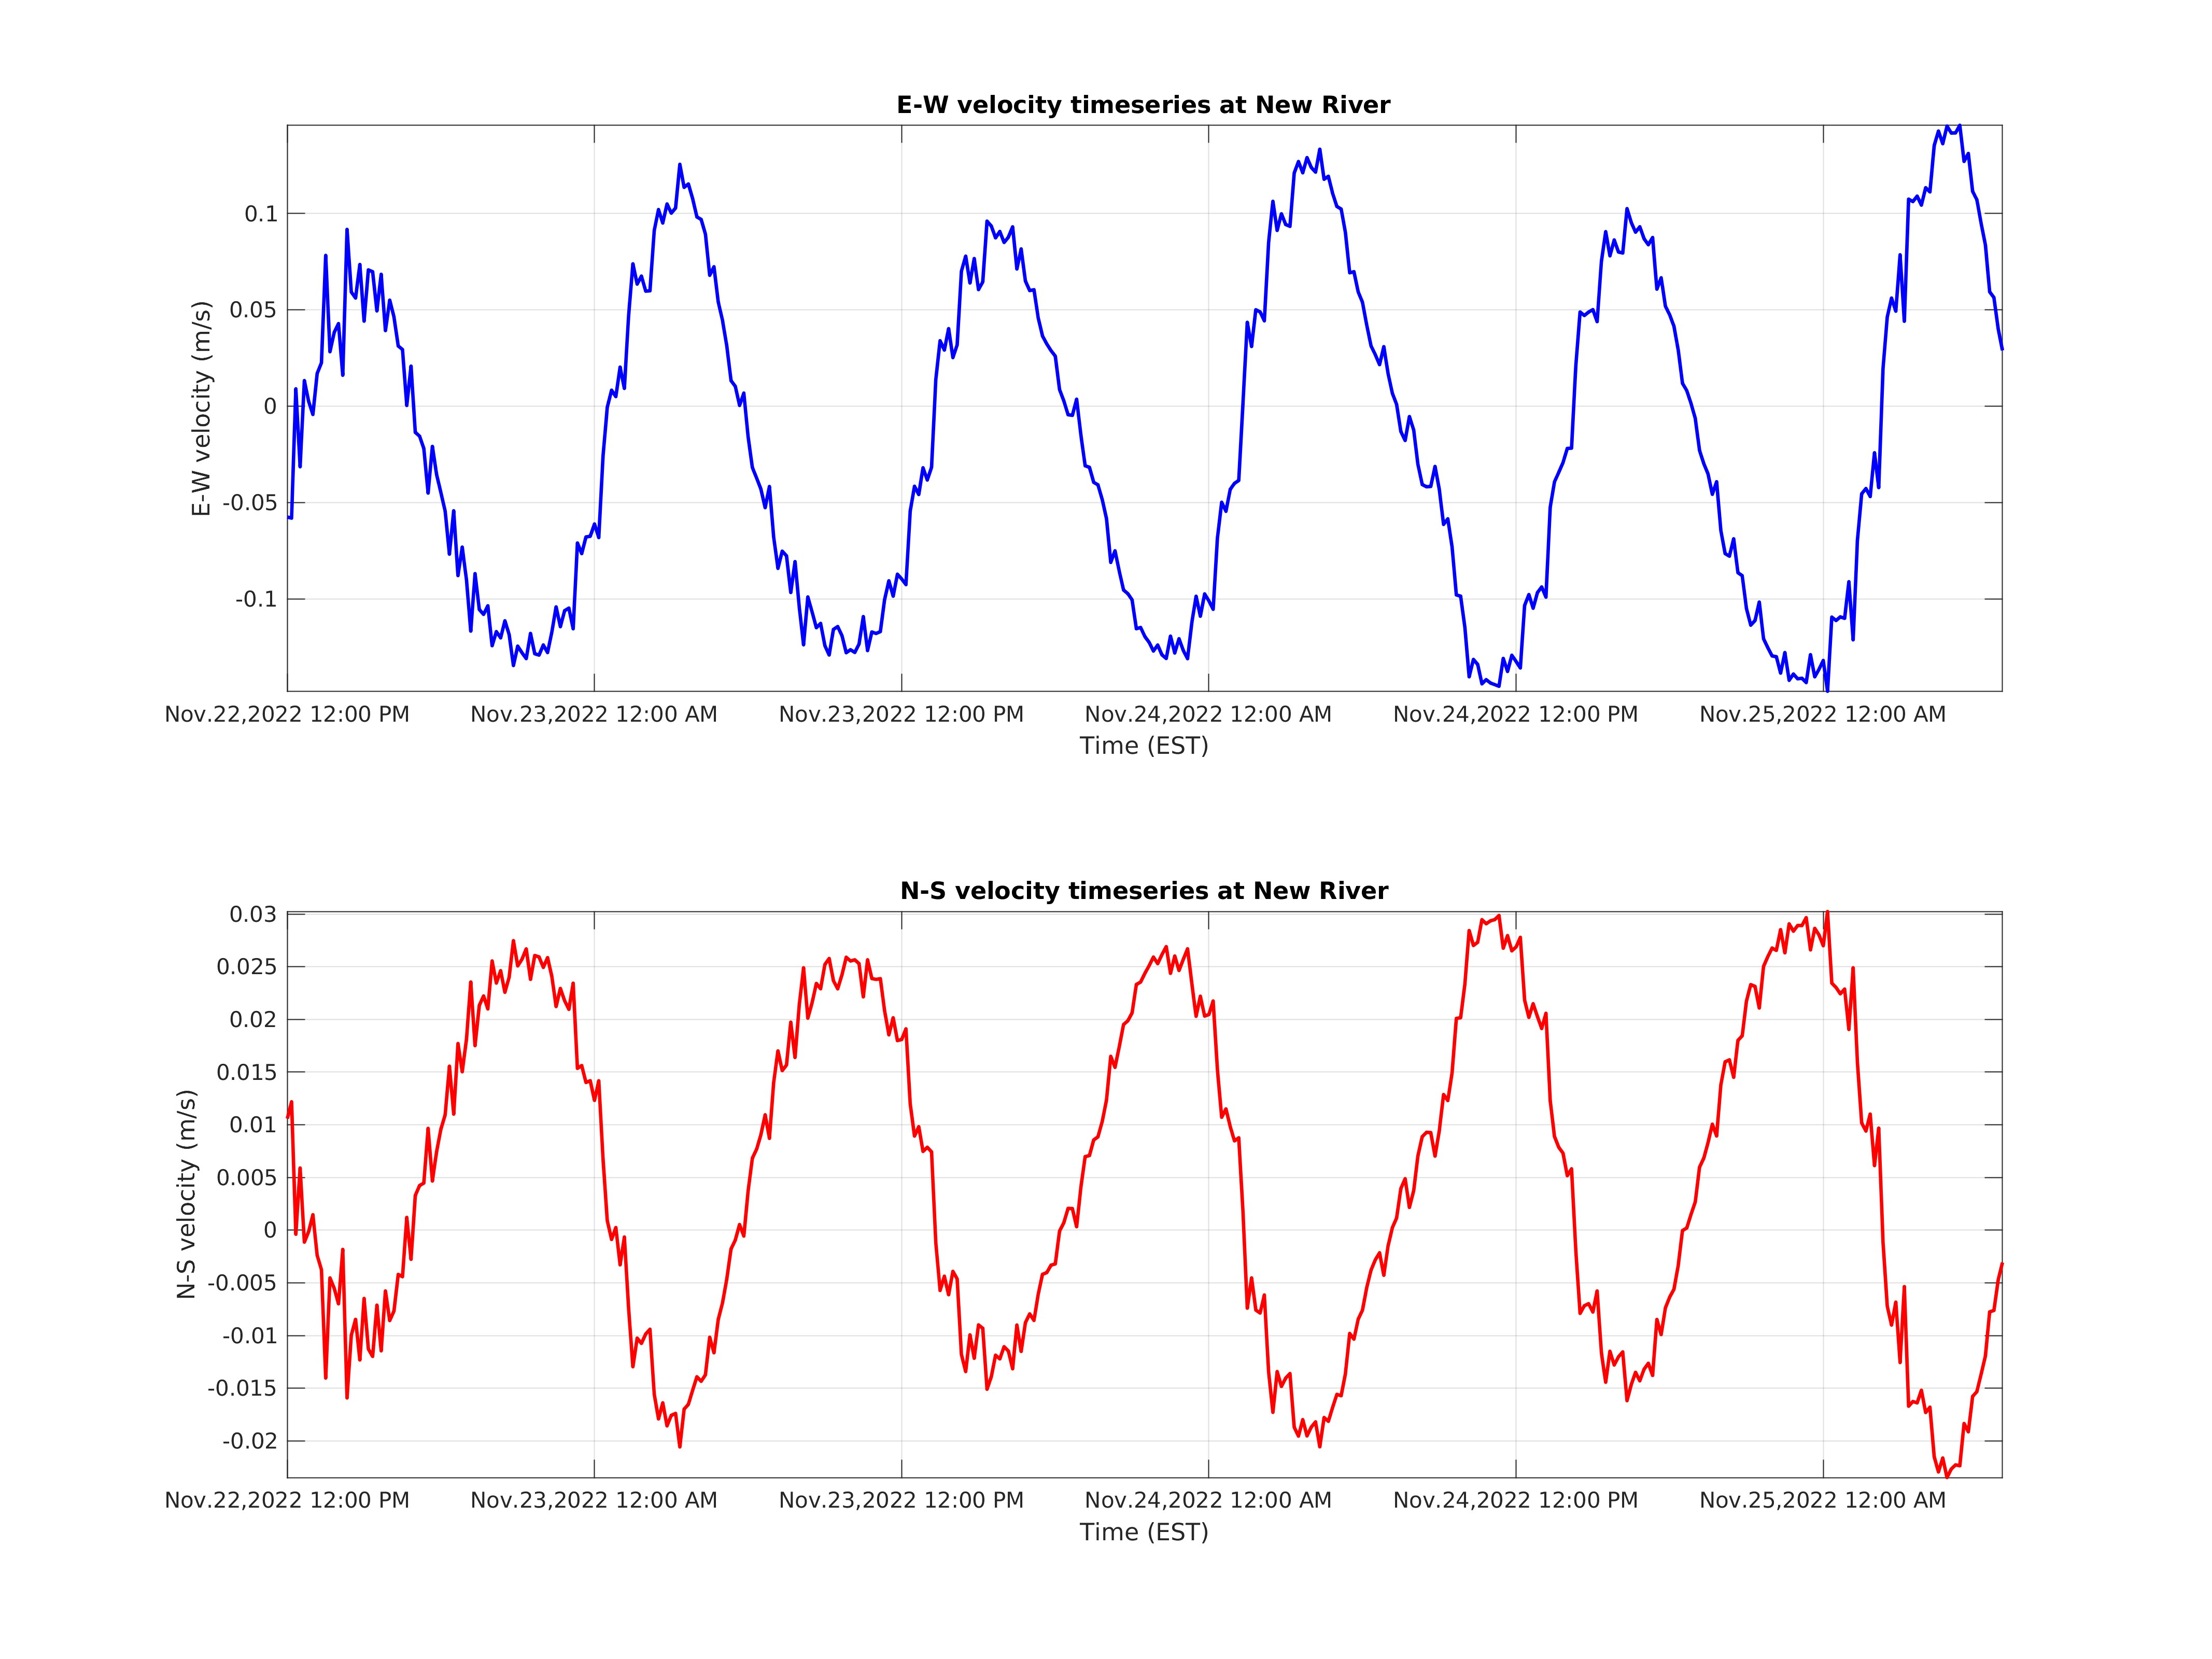 E-W velocity timeseries at New River
E-W velocity (m/s)
0.1
0.05
0
-0.05
-0.1
Nov.22,2022 12:00 PM Nov.23,2022 12:00 AM Nov.23,2022 12:00 PM Nov.24,2022 12:00 AM Nov.24,2022 12:00 PM Nov.25,2022 12:00 AM
Time (EST)
N-S velocity timeseries at New River
N-S velocity (m/s)
0.03
0.025
0.02
0.015
0.01
0.005
0
-0.005
-0.01
-0.015
-0.02
Nov.22,2022 12:00 PM Nov.23,2022 12:00 AM Nov.23,2022 12:00 PM Nov.24,2022 12:00 AM Nov.24,2022 12:00 PM Nov.25,2022 12:00 AM
Time (EST)